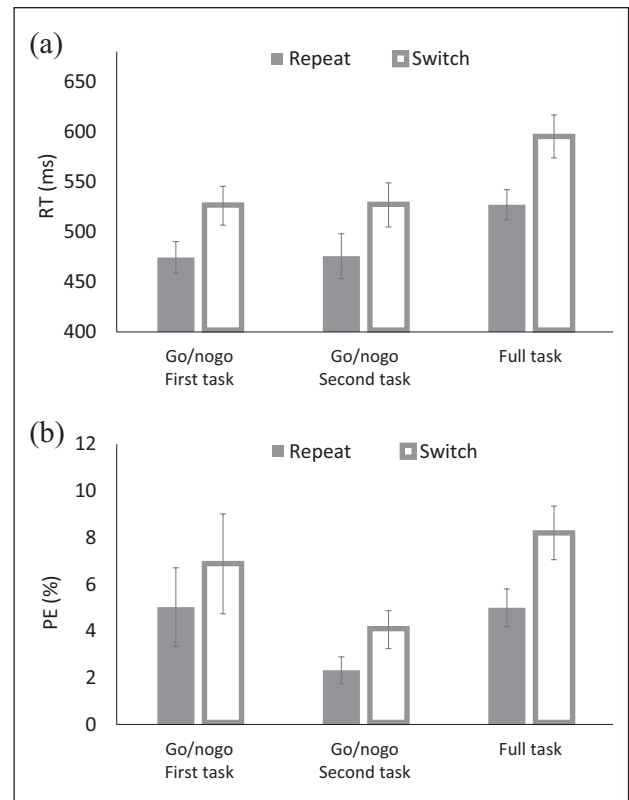 (a)
Repeat Switch
650
600
550
500
450
400
RT (ms)
Go/nogo Go/nogo Full task
First task Second task
(b)
12
Repeat Switch
10
8
6
4
2
0
PE (%)
Go/nogo Go/nogo Full task
First task Second task